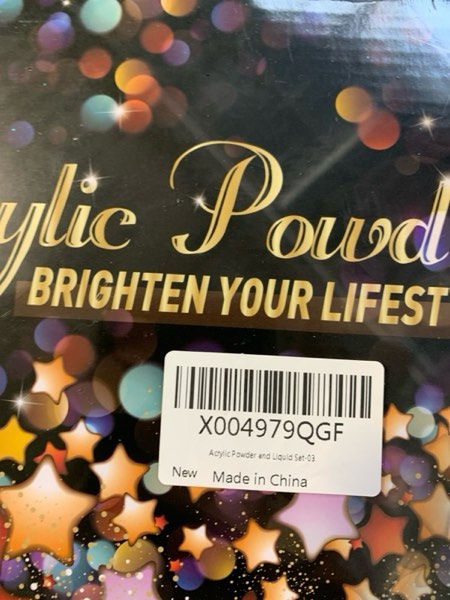 ylic Powd
BRIGHTEN YOUR LIFEST
X004979QGF
Acrylic Powder and Liquid Set-03
New Made in China